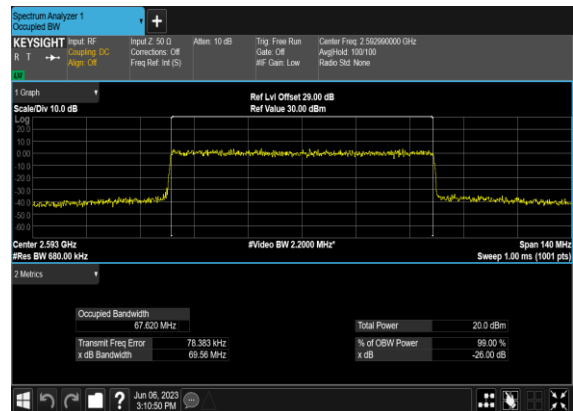 Spectrum Analyzer 1
Occupied BW
KEYSIGHT Input: RF Input Z: 50 Ω Atten: 10 dB Trig: Free Run Center Freq: 2.592990000 GHz
R T Coupling: DC Corrections: Off Gate: Off Avg|Hold: 100/100
Align: Off Freq Ref: Int (S) #IF Gain: Low Radio Std: None
1 Graph
Scale/Div 10.0 dB
Ref Lvl Offset 29.00 dB
Ref Value 30.00 dBm
Log
20.0
10.0
0.00
-10.0
-20.0
-30.0
-40.0
-50.0
-60.0
Center 2.593 GHz #Video BW 2.2000 MHz* Span 140 MHz
#Res BW 680.00 kHz Sweep 1.00 ms (1001 pts)
2 Metrics
Occupied Bandwidth
67.620 MHz Total Power 20.0 dBm
Transmit Freq Error 78.383 kHz % of OBW Power 99.00 %
x dB Bandwidth 69.56 MHz x dB -26.00 dB
?
Jun 06, 2023
3:10:50 PM